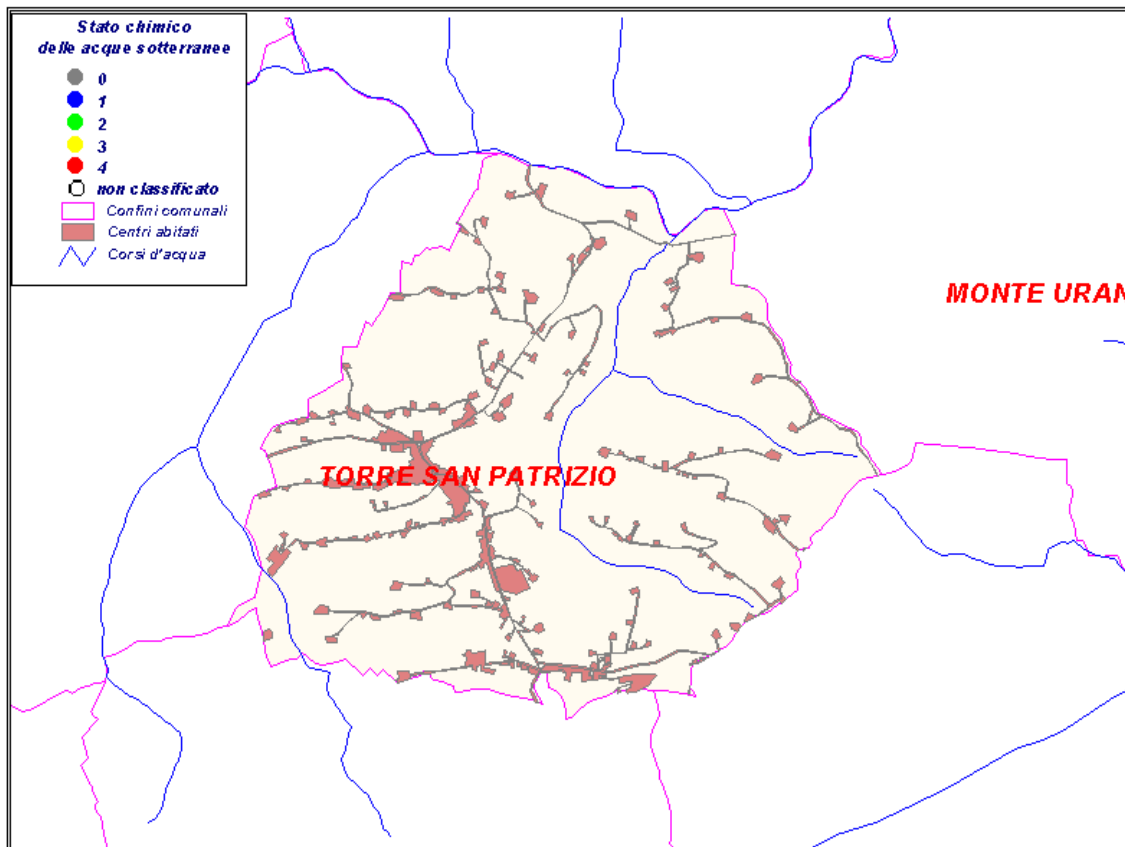 Stato chimico
delle acque sotterranee
0
1
2
3
4
non classificato
Confini comunali
Centri abitati
Corsi d'acqua
MONTE URAN
TORRE SAN PATRIZIO